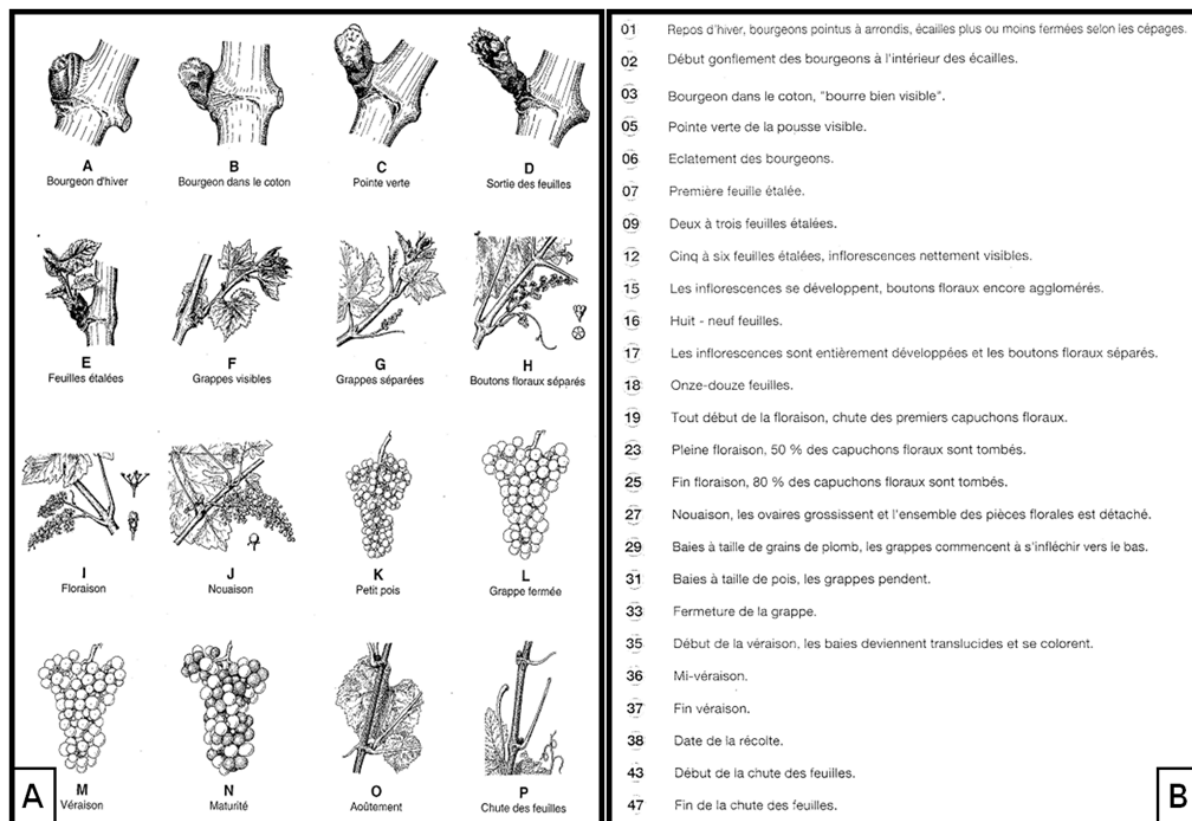 A
Bourgeon d'hiver
B
Bourgeon dans le coton
C
Pointe verte
D
Sortie des feuilles
E
Feuilles étalées
F
Grappes visibles
G
Grappes séparées
H
Boutons floraux séparés
I
Floraison
J
Nouaison
K
Petit pois
L
Grappe fermée
M
Véraison
N
Maturité
O
Aoûtement
P
Chute des feuilles
A
01 Repos d'hiver, bourgeons pointus à arrondis, écailles plus ou moins fermées selon les cépages.
02 Début gonflement des bourgeons à l'intérieur des écailles.
03 Bourgeon dans le coton, "bourre bien visible".
05 Pointe verte de la pousse visible.
06 Eclatement des bourgeons.
07 Première feuille étalée.
09 Deux à trois feuilles étalées.
12 Cinq à six feuilles étalées, inflorescences nettement visibles.
15 Les inflorescences se développent, boutons floraux encore agglomérés.
16 Huit - neuf feuilles.
17 Les inflorescences sont entièrement développées et les boutons floraux séparés.
18 Onze-douze feuilles.
19 Tout début de la floraison, chute des premiers capuchons floraux.
23 Pleine floraison, 50 % des capuchons floraux sont tombés.
25 Fin floraison, 80 % des capuchons floraux sont tombés.
27 Nouaison, les ovaires grossissent et l'ensemble des pièces florales est détaché.
29 Baies à taille de grains de plomb, les grappes commencent à s'infléchir vers le bas.
31 Baies à taille de pois, les grappes pendent.
33 Fermeture de la grappe.
35 Début de la véraison, les baies deviennent translucides et se colorent.
36 Mi-véraison.
37 Fin véraison.
38 Date de la récolte.
43 Début de la chute des feuilles.
47 Fin de la chute des feuilles.
B